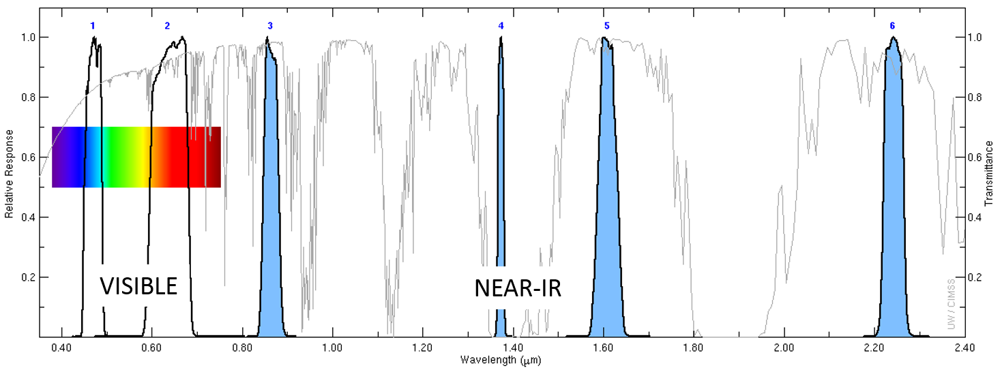 1 2 3 4 5 6
1.0 1.0
0.8 0.8
0.6 0.6
0.4 0.4
0.2 0.2
Relative Response
Transmittance
VISIBLE
NEAR-IR
UW / CIMSS
0.40 0.60 0.80 1.00 1.20 1.40 1.60 1.80 2.00 2.20 2.40
Wavelength (μm)